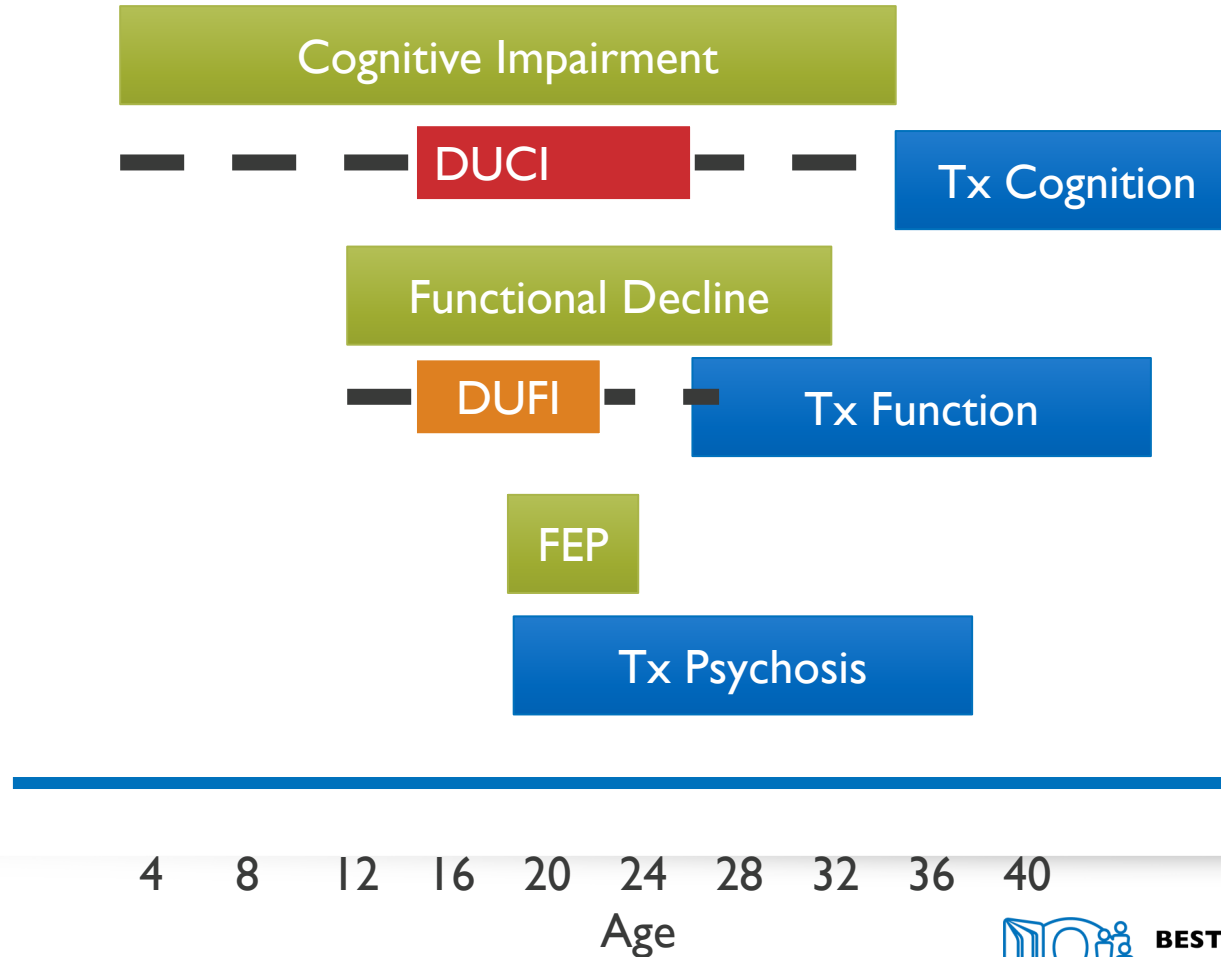 Cognitive Impairment
DUCI
Tx Cognition
Functional Decline
DUFI
Tx Function
FEP
Tx Psychosis
4 8 12 16 20 24 28 32 36 40
Age
BEST